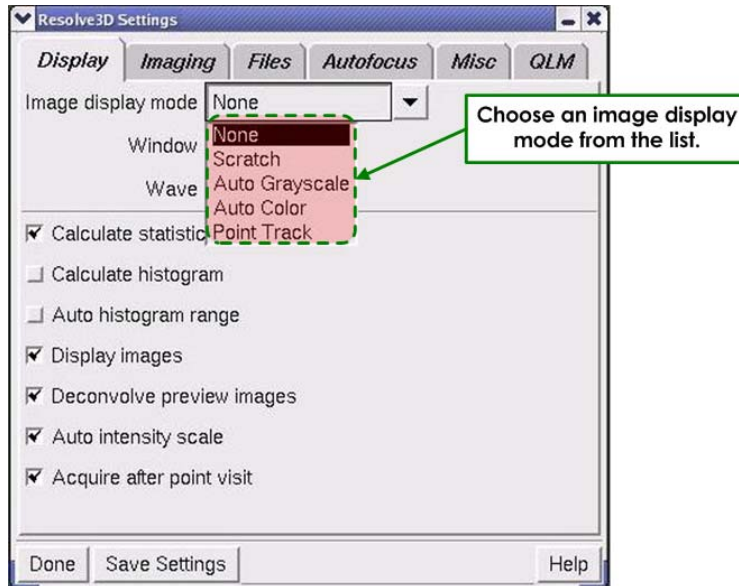 Resolve3D Settings
Display Imaging Files Autofocus Misc QLM
Image display mode None
Choose an image display
mode from the list.
Window
Wave
None
Scratch
Auto Grayscale
Auto Color
Point Track
Calculate statistic
Calculate histogram
Auto histogram range
Display images
Deconvolve preview images
Auto intensity scale
Acquire after point visit
Done Save Settings Help